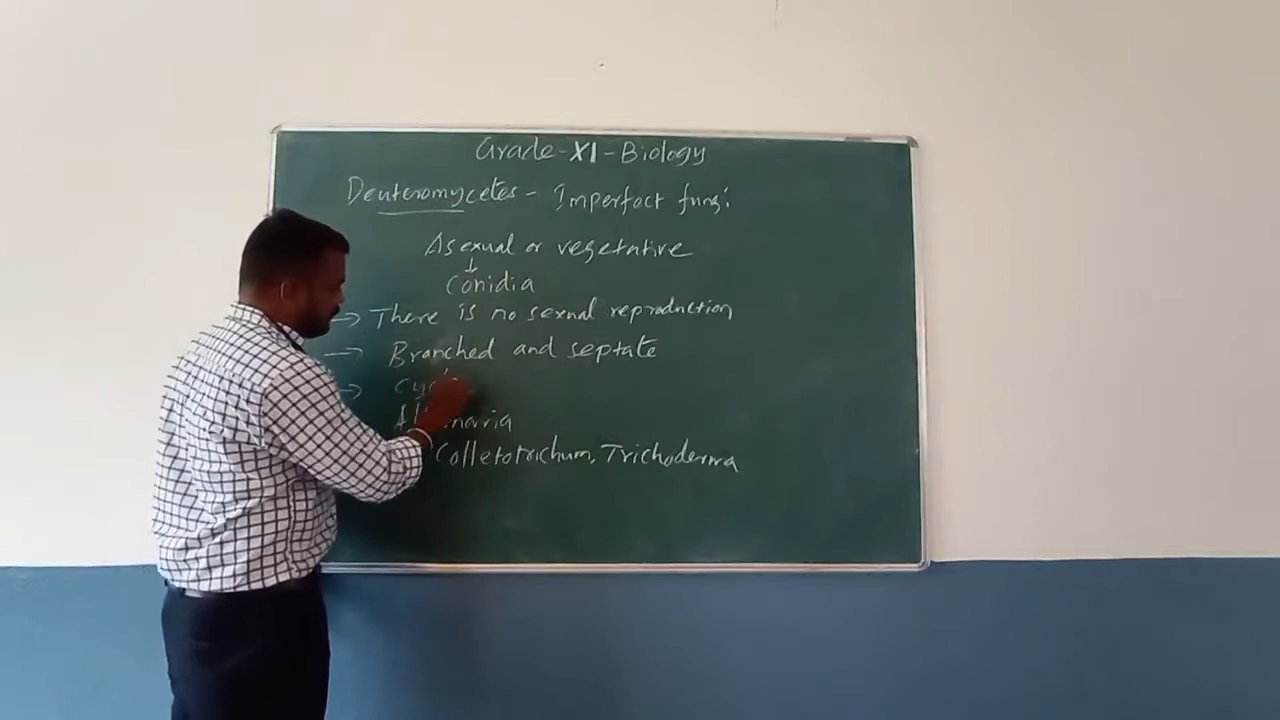 Grade-XI-Biology
Deuteromycetes - Imperfect fungi
Asexual or vegetative
↓
Conidia
→ There is no sexual reproduction
→ Branched and septate
→
Colletotrichum, Trichoderma